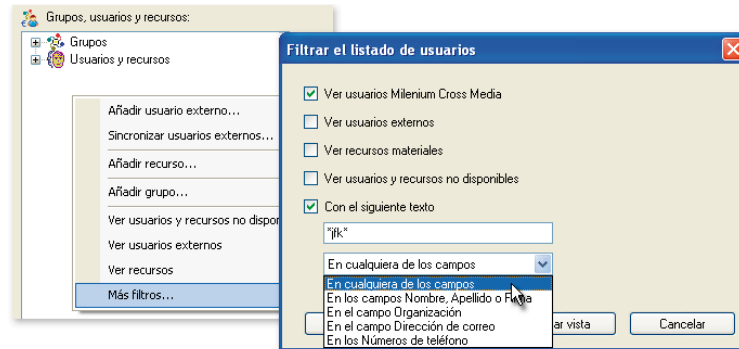 Grupos, usuarios y recursos:
Grupos
Usuarios y recursos
Añadir usuario externo...
Sincronizar usuarios externos...
Añadir recurso...
Añadir grupo...
Ver usuarios y recursos no dispor
Ver usuarios externos
Ver recursos
Más filtros...
Filtrar el listado de usuarios
Ver usuarios Milenium Cross Media
Ver usuarios externos
Ver recursos materiales
Ver usuarios y recursos no disponibles
Con el siguiente texto
*jfk*
En cualquiera de los campos
En cualquiera de los campos
En los campos Nombre, Apellido o Firma
En el campo Organización
En el campo Dirección de correo
En los Números de teléfono
ar vista
Cancelar